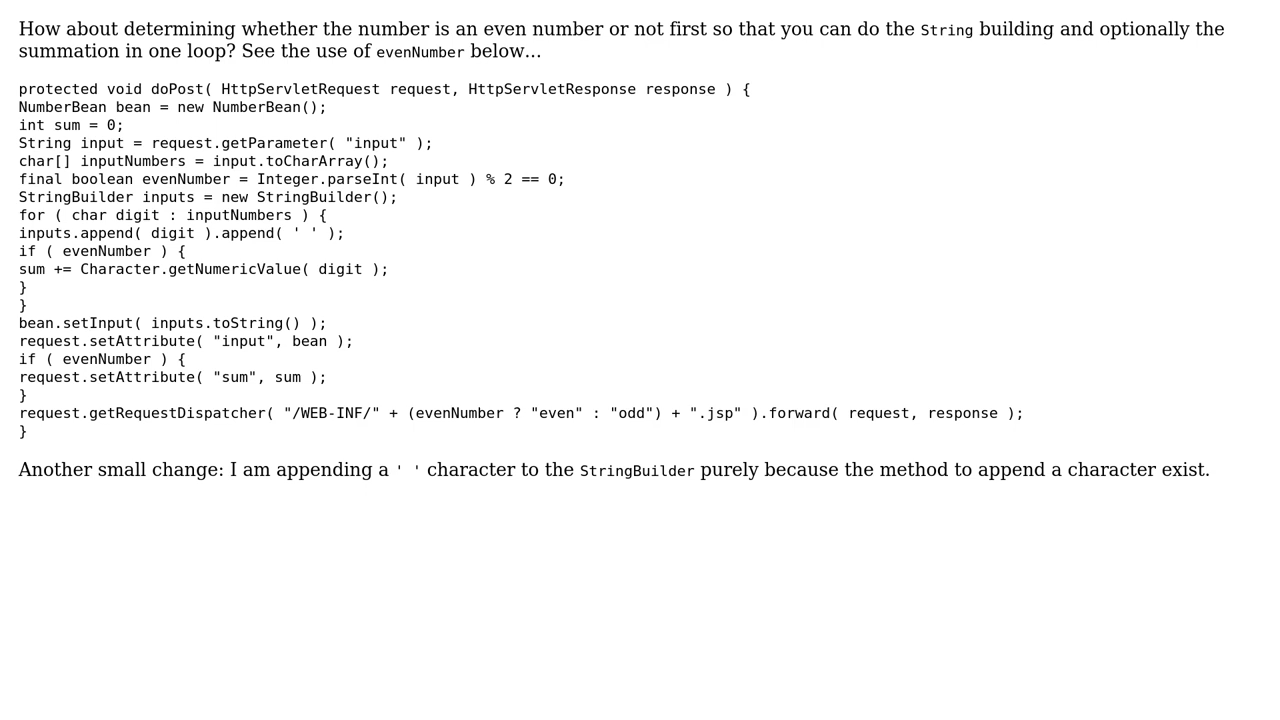 How about determining whether the number is an even number or not first so that you can do the String building and optionally the
summation in one loop? See the use of evenNumber below...
protected void doPost( HttpServletRequest request, HttpServletResponse response ) {
NumberBean bean = new NumberBean();
int sum = 0;
String input = request.getParameter( "input" );
char[] inputNumbers = input.toCharArray();
final boolean evenNumber = Integer.parseInt( input ) % 2 == 0;
StringBuilder inputs = new StringBuilder();
for ( char digit : inputNumbers ) {
inputs.append( digit ).append( ' ' );
if ( evenNumber ) {
sum += Character.getNumericValue( digit );
}
}
bean.setInput( inputs.toString() );
request.setAttribute( "input", bean );
if ( evenNumber ) {
request.setAttribute( "sum", sum );
}
request.getRequestDispatcher( "/WEB-INF/" + (evenNumber ? "even" : "odd") + ".jsp" ).forward( request, response );
}
Another small change: I am appending a ' ' character to the StringBuilder purely because the method to append a character exist.